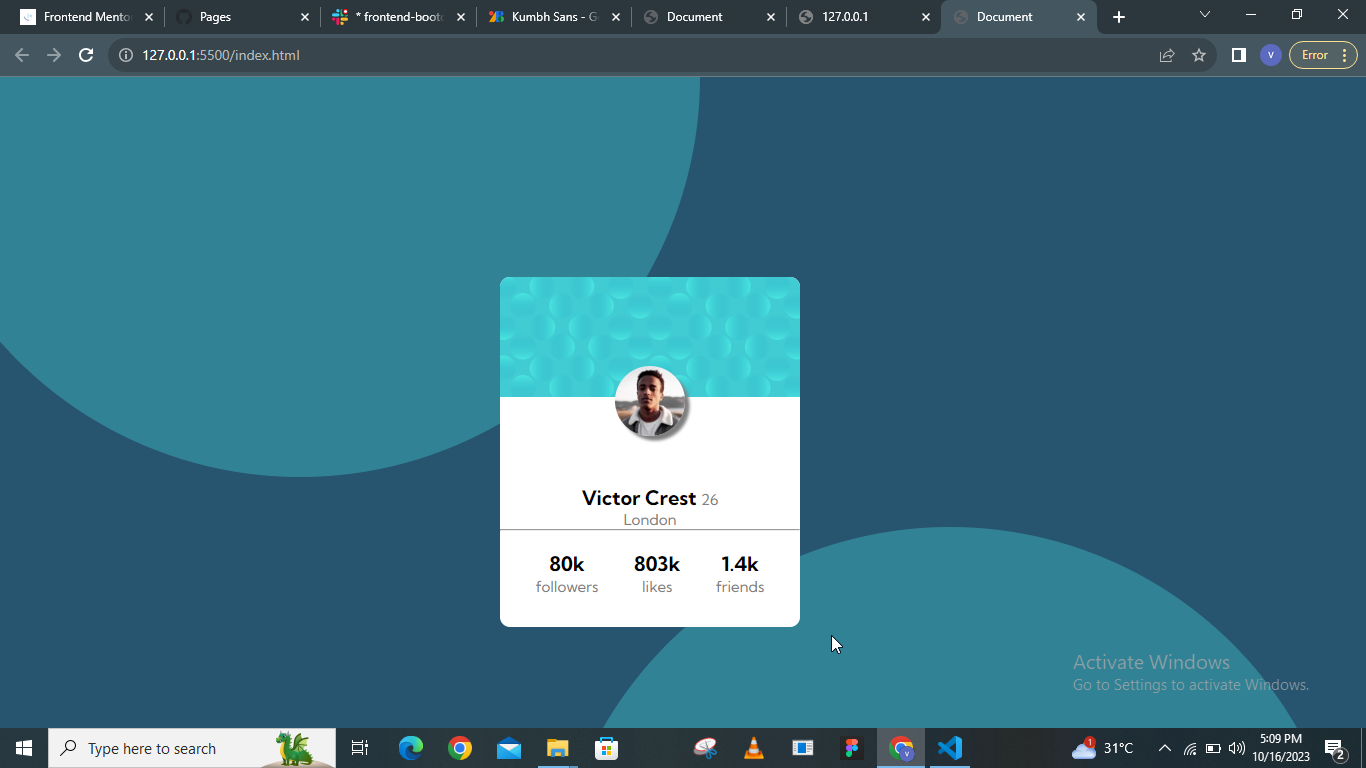 Frontend Mento
Pages
* frontend-bootc
Kumbh Sans - G
Document
127.0.0.1
Document
127.0.0.1:5500/index.html
V
Error
Victor Crest 26
London
80k 803k 1.4k
followers likes friends
Activate Windows
Go to Settings to activate Windows.
Type here to search
V
1
31°C
5:09 PM
10/16/2023
2